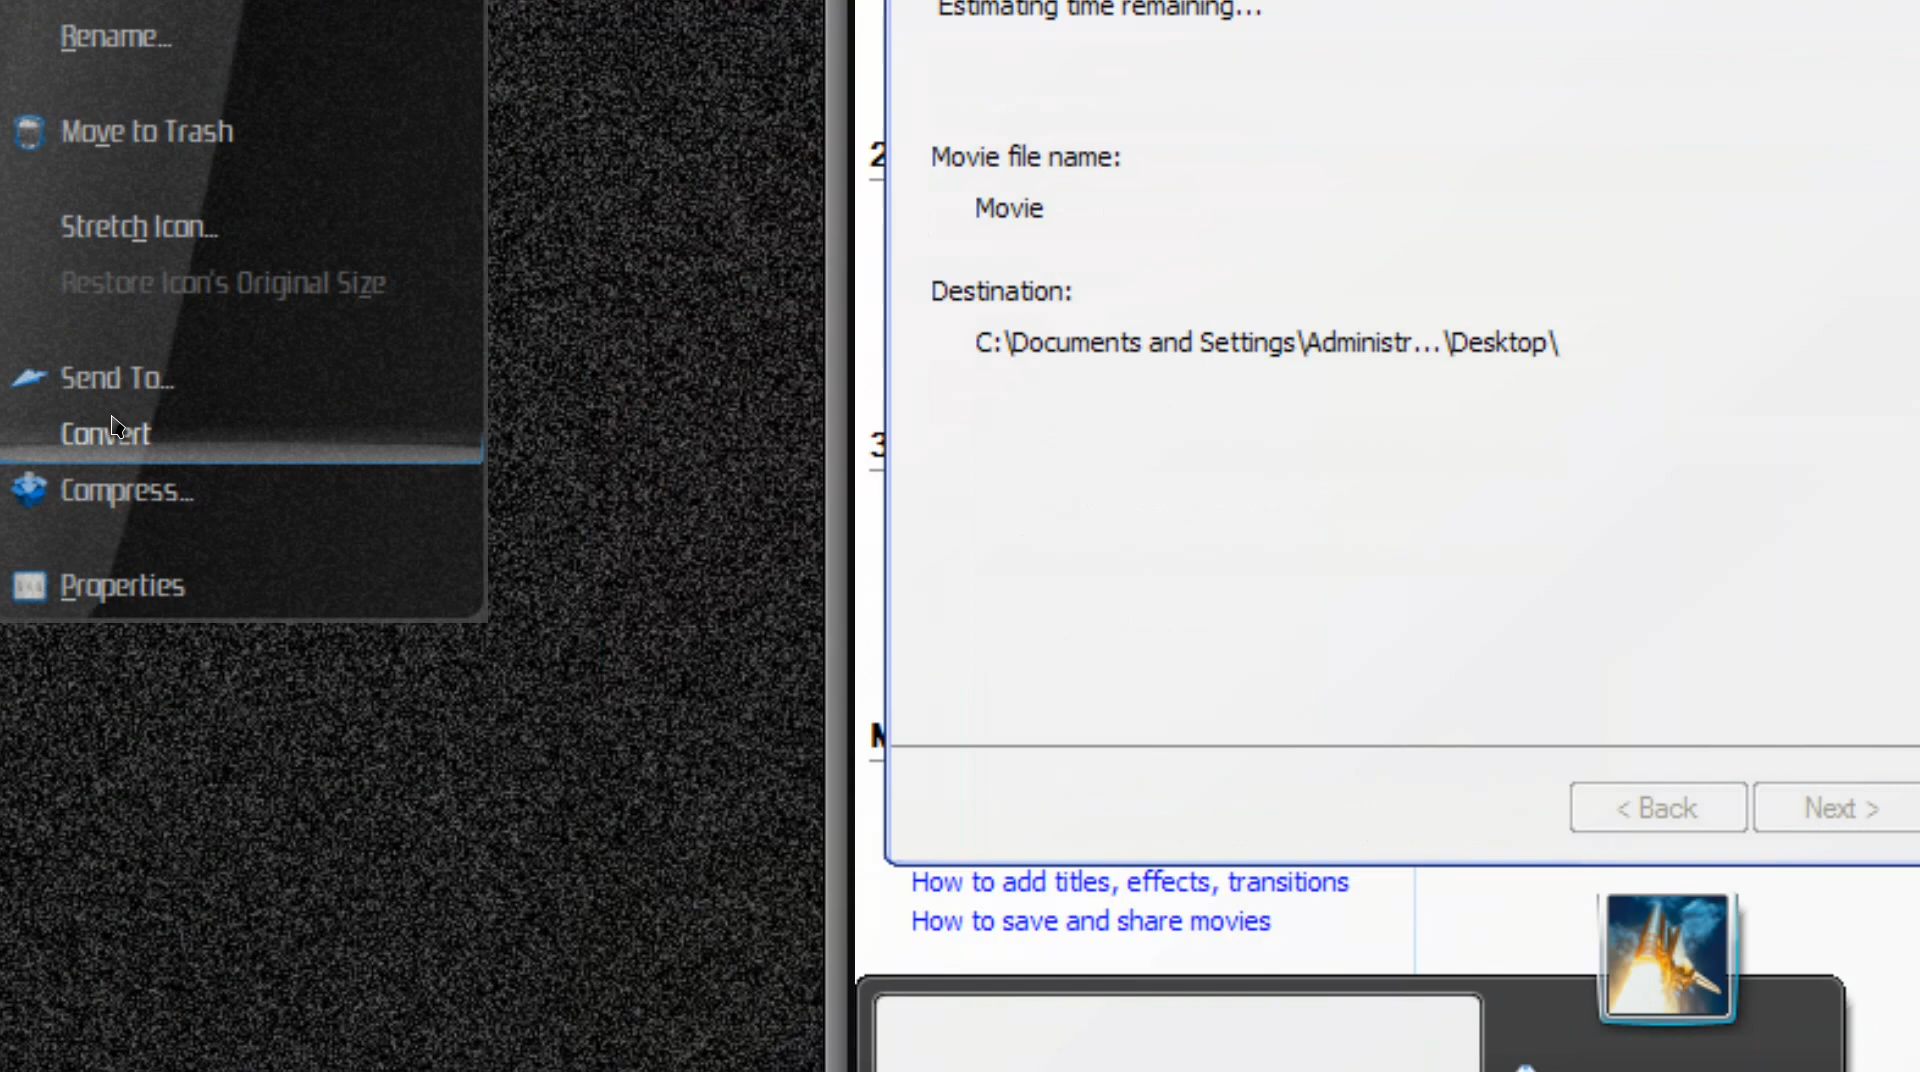 Rename...
Move to Trash
Stretch Icon...
Restore Icon's Original Size
Send To...
Convert
Compress...
Properties
Estimating time remaining...
2
Movie file name:
Movie
Destination:
C:\Documents and Settings\Administr...\Desktop\
3
< Back
Next >
How to add titles, effects, transitions
How to save and share movies